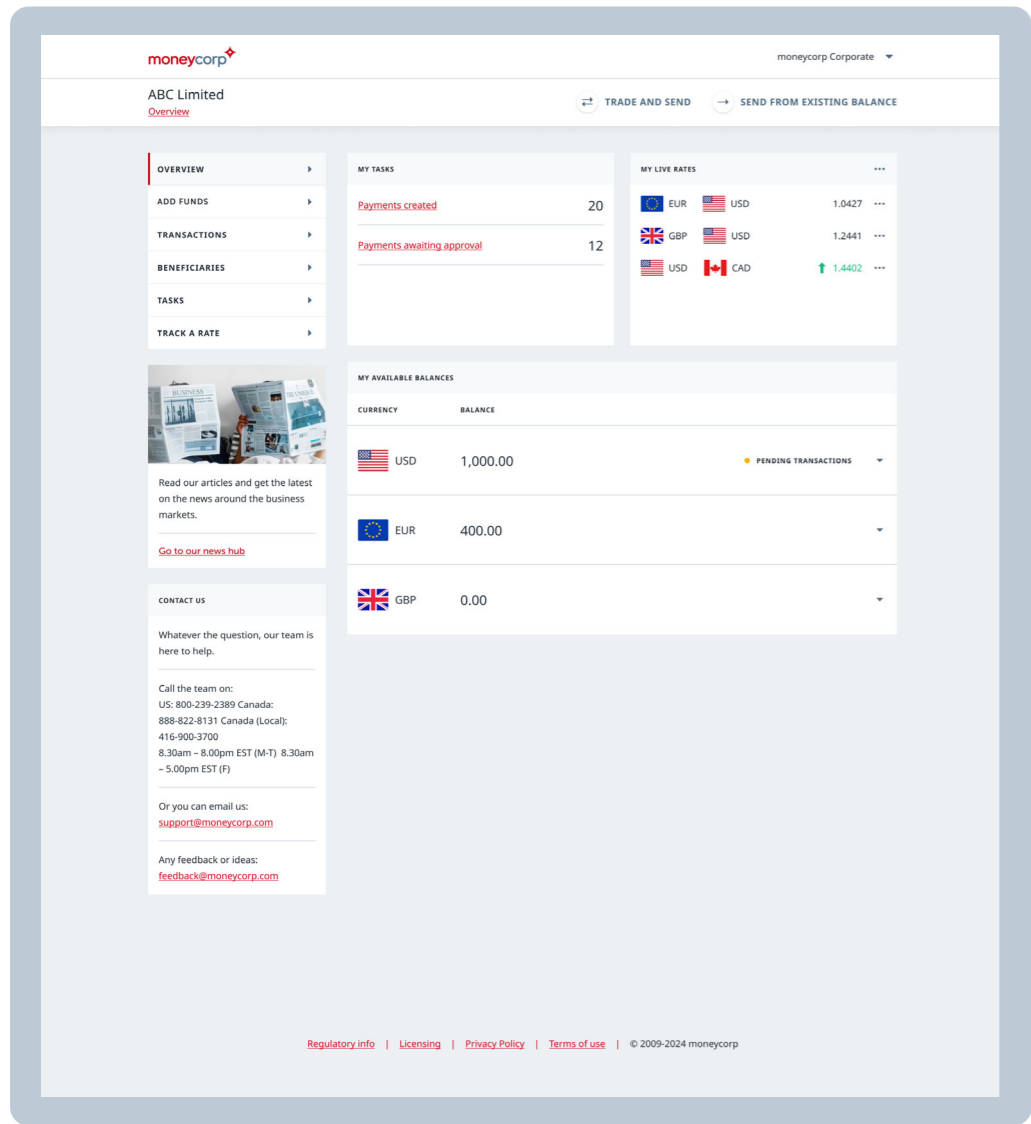 moneycorp
moneycorp Corporate
ABC Limited
Overview
TRADE AND SEND
SEND FROM EXISTING BALANCE
OVERVIEW
ADD FUNDS
TRANSACTIONS
BENEFICIARIES
TASKS
TRACK A RATE
MY TASKS
Payments created 20
Payments awaiting approval 12
MY LIVE RATES ...
EUR USD 1.0427 ...
GBP USD 1.2441 ...
USD CAD 1.4402 ...
BUSINESS
Read our articles and get the latest
on the news around the business
markets.
Go to our news hub
MY AVAILABLE BALANCES
CURRENCY BALANCE
USD 1,000.00 PENDING TRANSACTIONS
EUR 400.00
GBP 0.00
CONTACT US
Whatever the question, our team is
here to help.
Call the team on:
US: 800-239-2389 Canada:
888-822-8131 Canada (Local):
416-900-3700
8.30am – 8.00pm EST (M-T) 8.30am
– 5.00pm EST (F)
Or you can email us:
support@moneycorp.com
Any feedback or ideas:
feedback@moneycorp.com
Regulatory info | Licensing | Privacy Policy | Terms of use | © 2009-2024 moneycorp